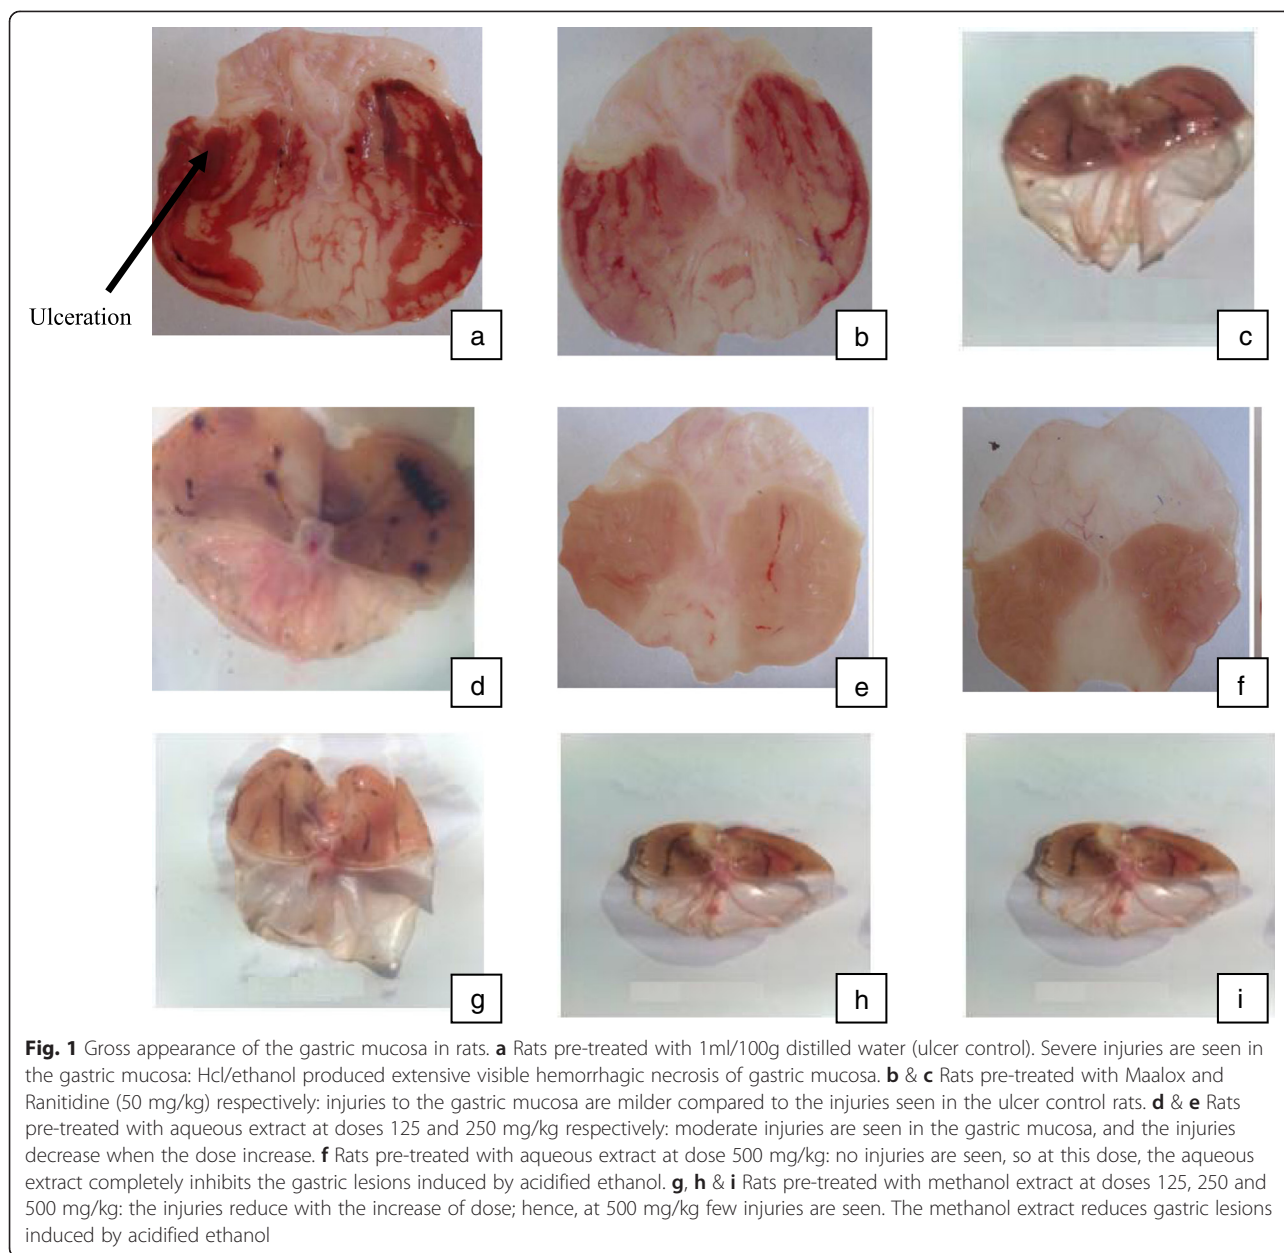 Ulceration
a
b
c
d
e
f
g
h
i
Fig. 1 Gross appearance of the gastric mucosa in rats. a Rats pre-treated with 1ml/100g distilled water (ulcer control). Severe injuries are seen in
the gastric mucosa: Hcl/ethanol produced extensive visible hemorrhagic necrosis of gastric mucosa. b & c Rats pre-treated with Maalox and
Ranitidine (50 mg/kg) respectively: injuries to the gastric mucosa are milder compared to the injuries seen in the ulcer control rats. d & e Rats
pre-treated with aqueous extract at doses 125 and 250 mg/kg respectively: moderate injuries are seen in the gastric mucosa, and the injuries
decrease when the dose increase. f Rats pre-treated with aqueous extract at dose 500 mg/kg: no injuries are seen, so at this dose, the aqueous
extract completely inhibits the gastric lesions induced by acidified ethanol. g, h & i Rats pre-treated with methanol extract at doses 125, 250 and
500 mg/kg: the injuries reduce with the increase of dose; hence, at 500 mg/kg few injuries are seen. The methanol extract reduces gastric lesions
induced by acidified ethanol